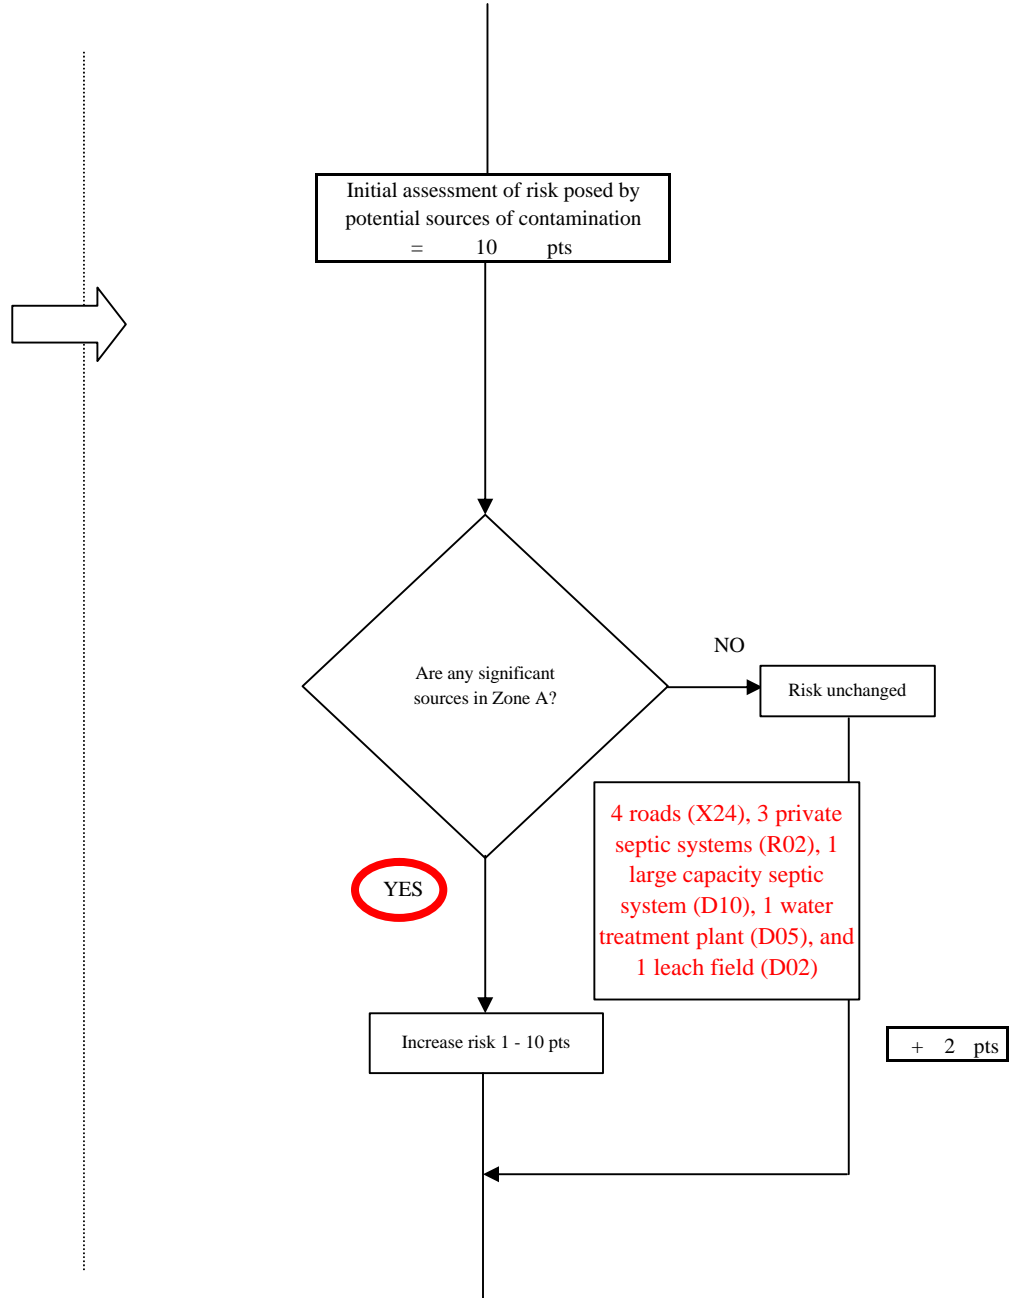 Initial assessment of risk posed by
potential sources of contamination
= 10 pts
Are any significant
sources in Zone A?
NO
Risk unchanged
4 roads (X24), 3 private
septic systems (R02), 1
large capacity septic
system (D10), 1 water
treatment plant (D05), and
1 leach field (D02)
YES
Increase risk 1 - 10 pts
+ 2 pts